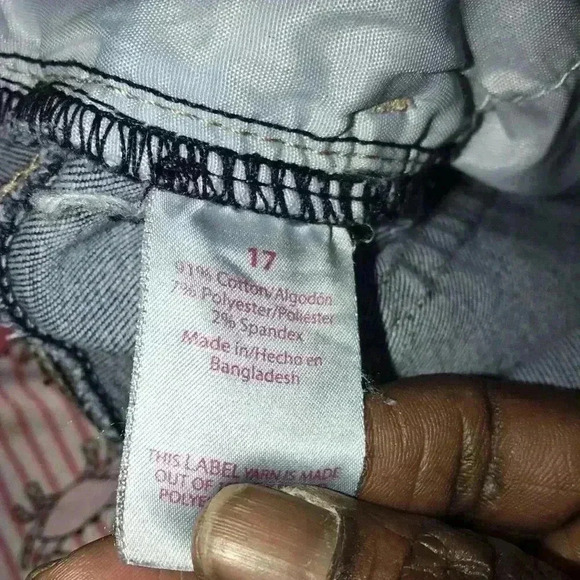 17
91% Cotton/Algodón
7% Polyester/Poliéster
2% Spandex
Made in/Hecho en
Bangladesh
THIS LABEL YARN IS MADE
OUT OF